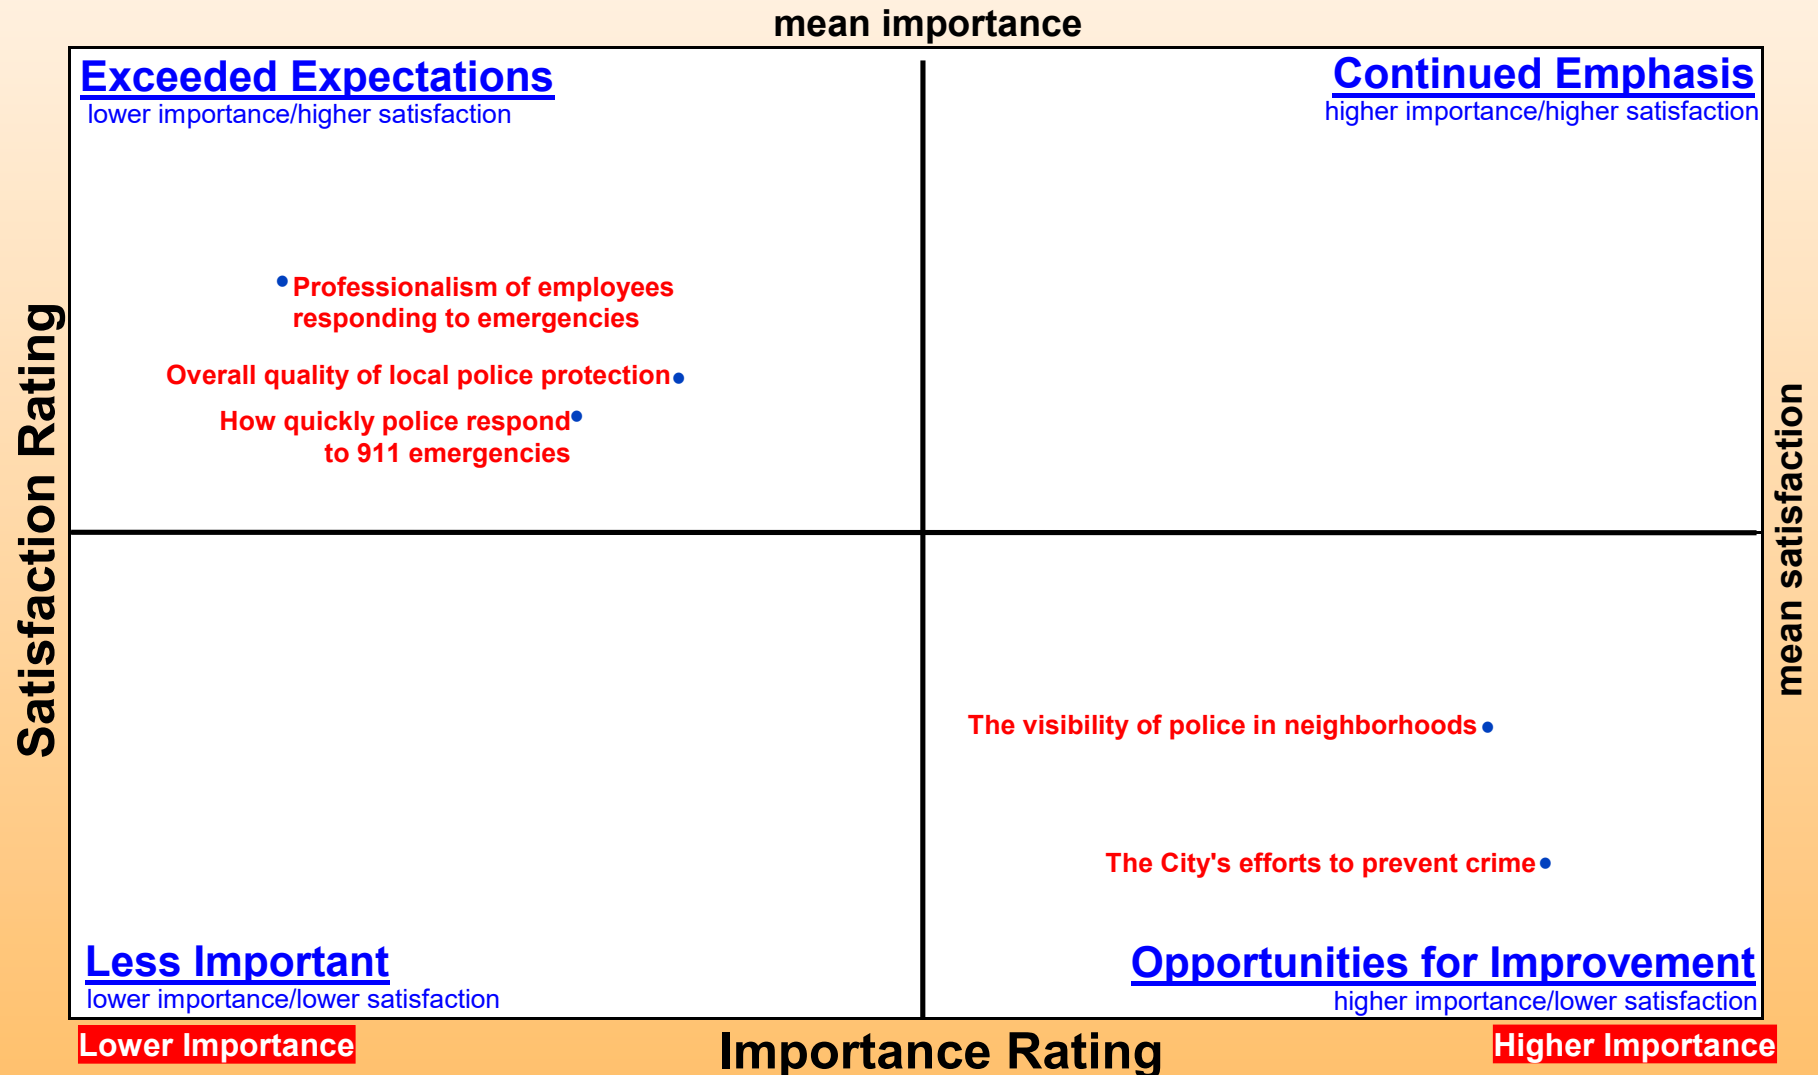 mean importance
Exceeded Expectations
lower importance/higher satisfaction
Continued Emphasis
higher importance/higher satisfaction
Professionalism of employees
responding to emergencies
Overall quality of local police protection
How quickly police respond
to 911 emergencies
Satisfaction Rating
mean satisfaction
The visibility of police in neighborhoods
The City's efforts to prevent crime
Less Important
lower importance/lower satisfaction
Opportunities for Improvement
higher importance/lower satisfaction
Lower Importance
Importance Rating
Higher Importance